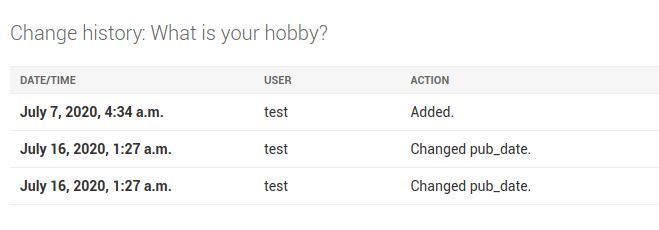 Change history: What is your hobby?
DATE/TIME USER ACTION
July 7, 2020, 4:34 a.m. test Added.
July 16, 2020, 1:27 a.m. test Changed pub_date.
July 16, 2020, 1:27 a.m. test Changed pub_date.